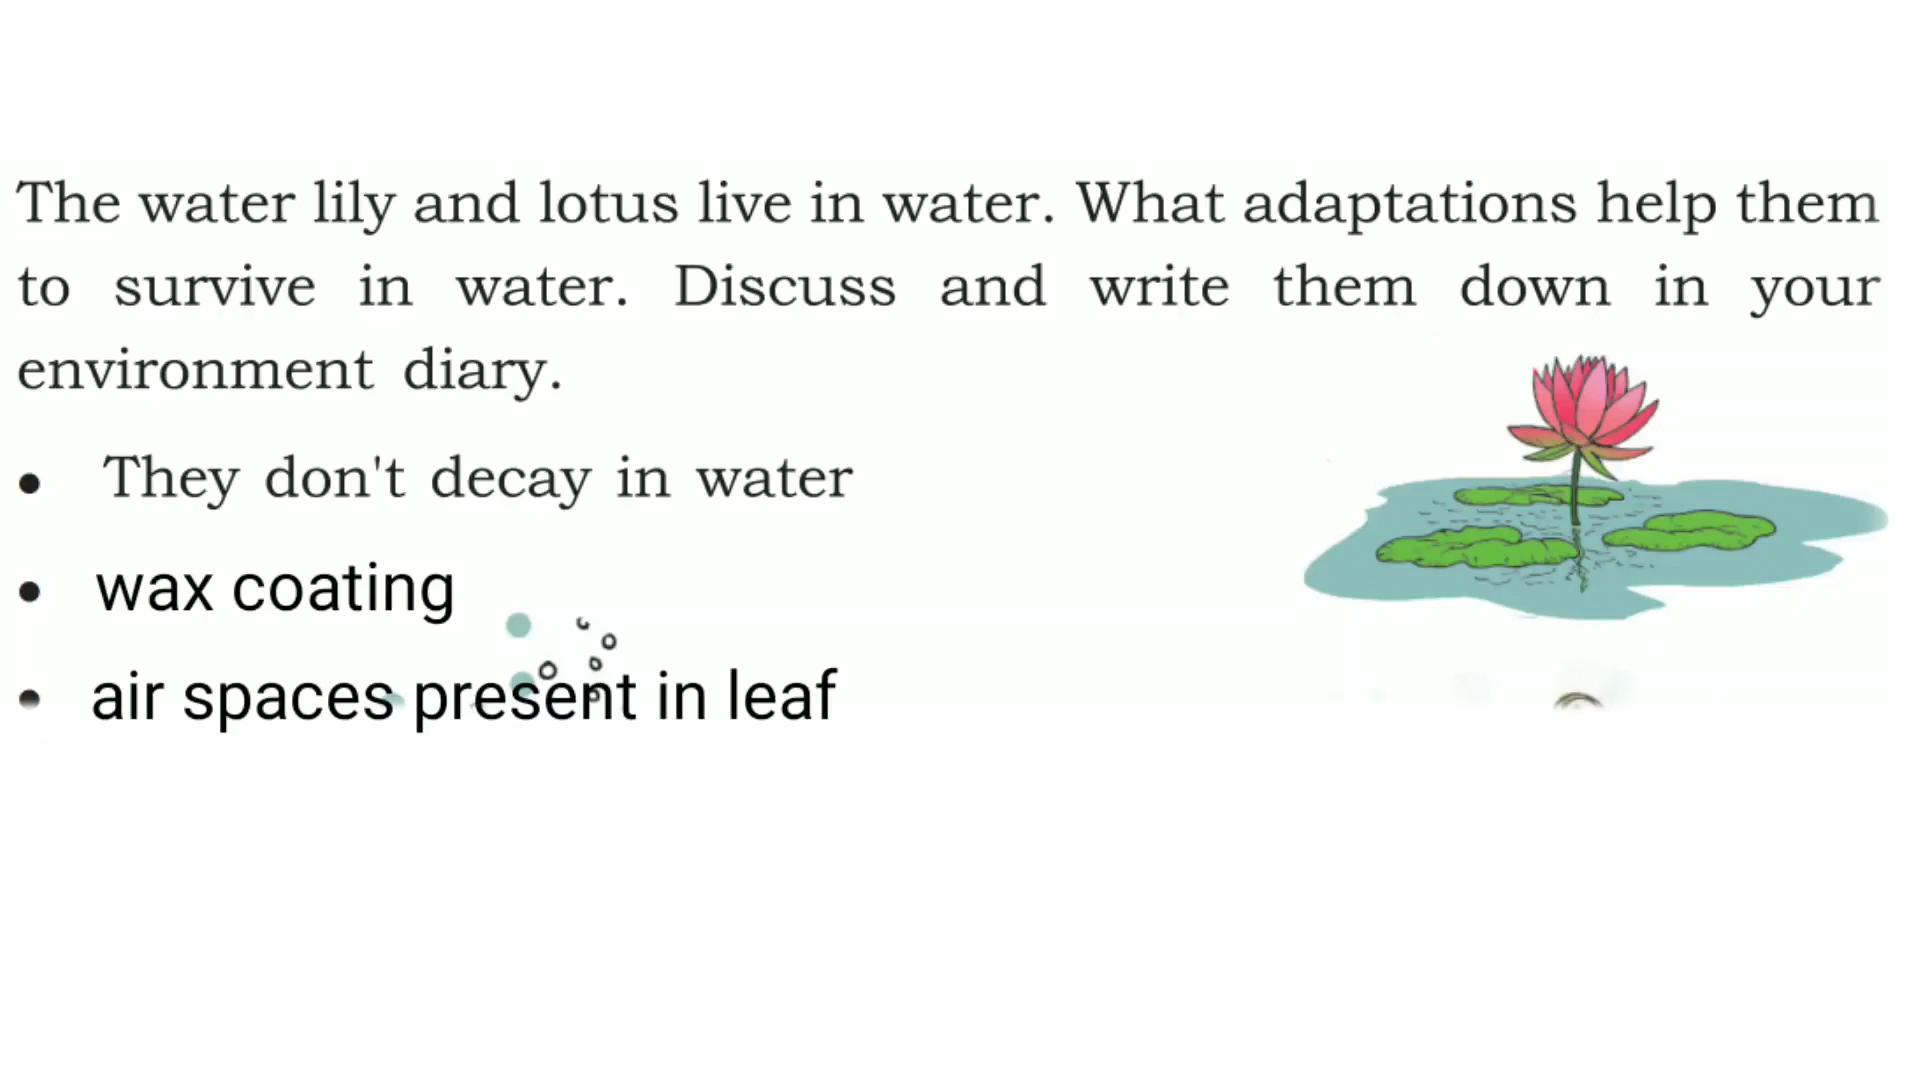 The water lily and lotus live in water. What adaptations help them
to survive in water. Discuss and write them down in your
environment diary.
• They don't decay in water
• wax coating
• air spaces present in leaf